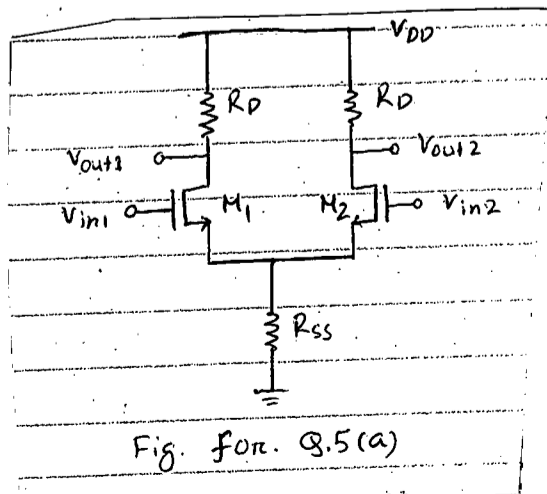 VDD
RD RD
Vout1 Vout2
Vin1 M1 M2 Vin2
RSS
Fig. for. Q.5(a)